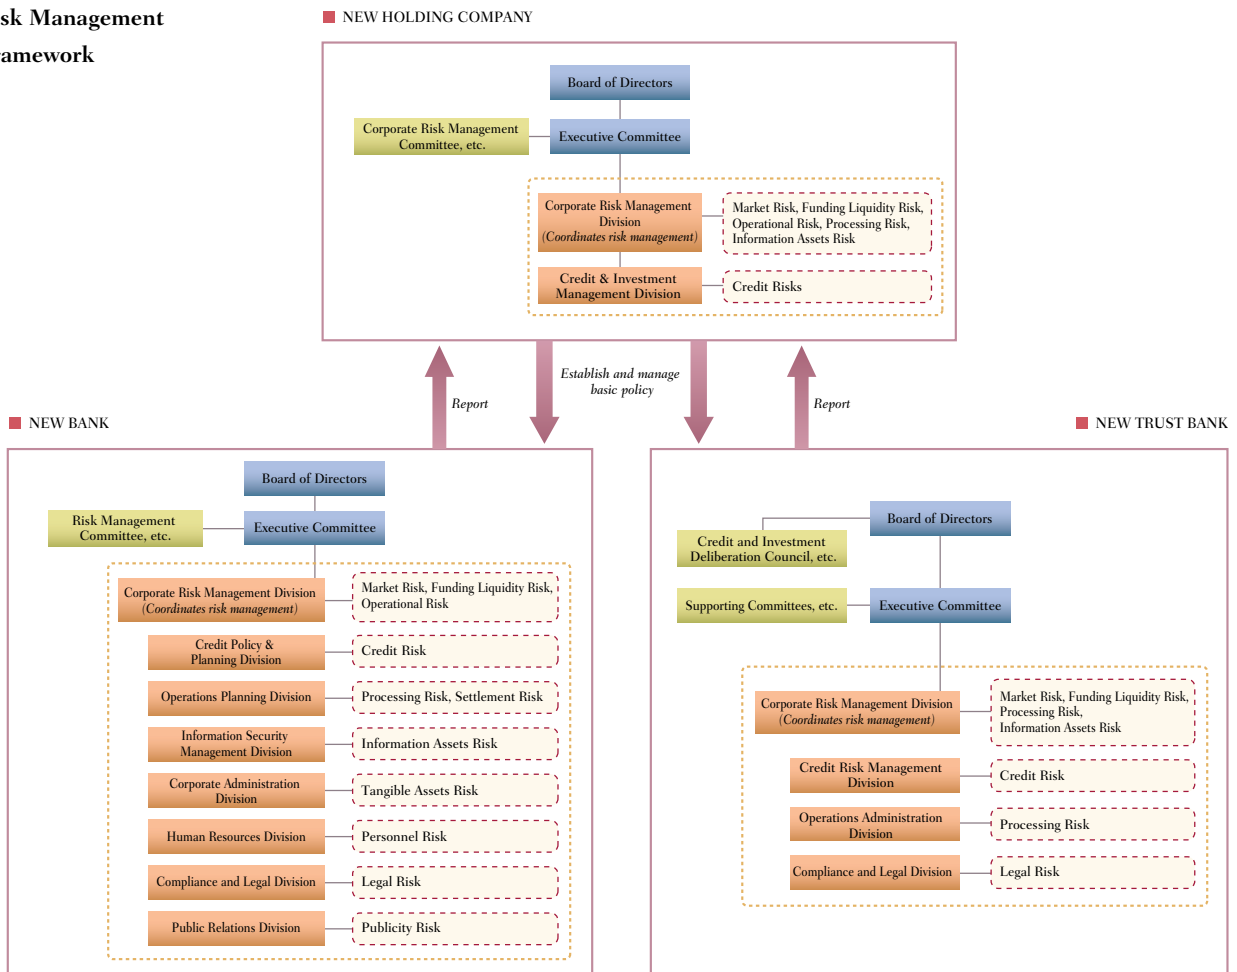 sk Management
amework
NEW HOLDING COMPANY
Board of Directors
Corporate Risk Management
Committee, etc.
Executive Committee
Corporate Risk Management
Division
(Coordinates risk management)
Market Risk, Funding Liquidity Risk,
Operational Risk, Processing Risk,
Information Assets Risk
Credit & Investment
Management Division
Credit Risks
Report
Establish and manage
basic policy
Report
NEW BANK
Board of Directors
Risk Management
Committee, etc.
Executive Committee
Corporate Risk Management Division
(Coordinates risk management)
Market Risk, Funding Liquidity Risk,
Operational Risk
Credit Policy &
Planning Division
Credit Risk
Operations Planning Division
Processing Risk, Settlement Risk
Information Security
Management Division
Information Assets Risk
Corporate Administration
Division
Tangible Assets Risk
Human Resources Division
Personnel Risk
Compliance and Legal Division
Legal Risk
Public Relations Division
Publicity Risk
NEW TRUST BANK
Board of Directors
Credit and Investment
Deliberation Council, etc.
Supporting Committees, etc.
Executive Committee
Corporate Risk Management Division
(Coordinates risk management)
Market Risk, Funding Liquidity Risk,
Processing Risk,
Information Assets Risk
Credit Risk Management
Division
Credit Risk
Operations Administration
Division
Processing Risk
Compliance and Legal Division
Legal Risk